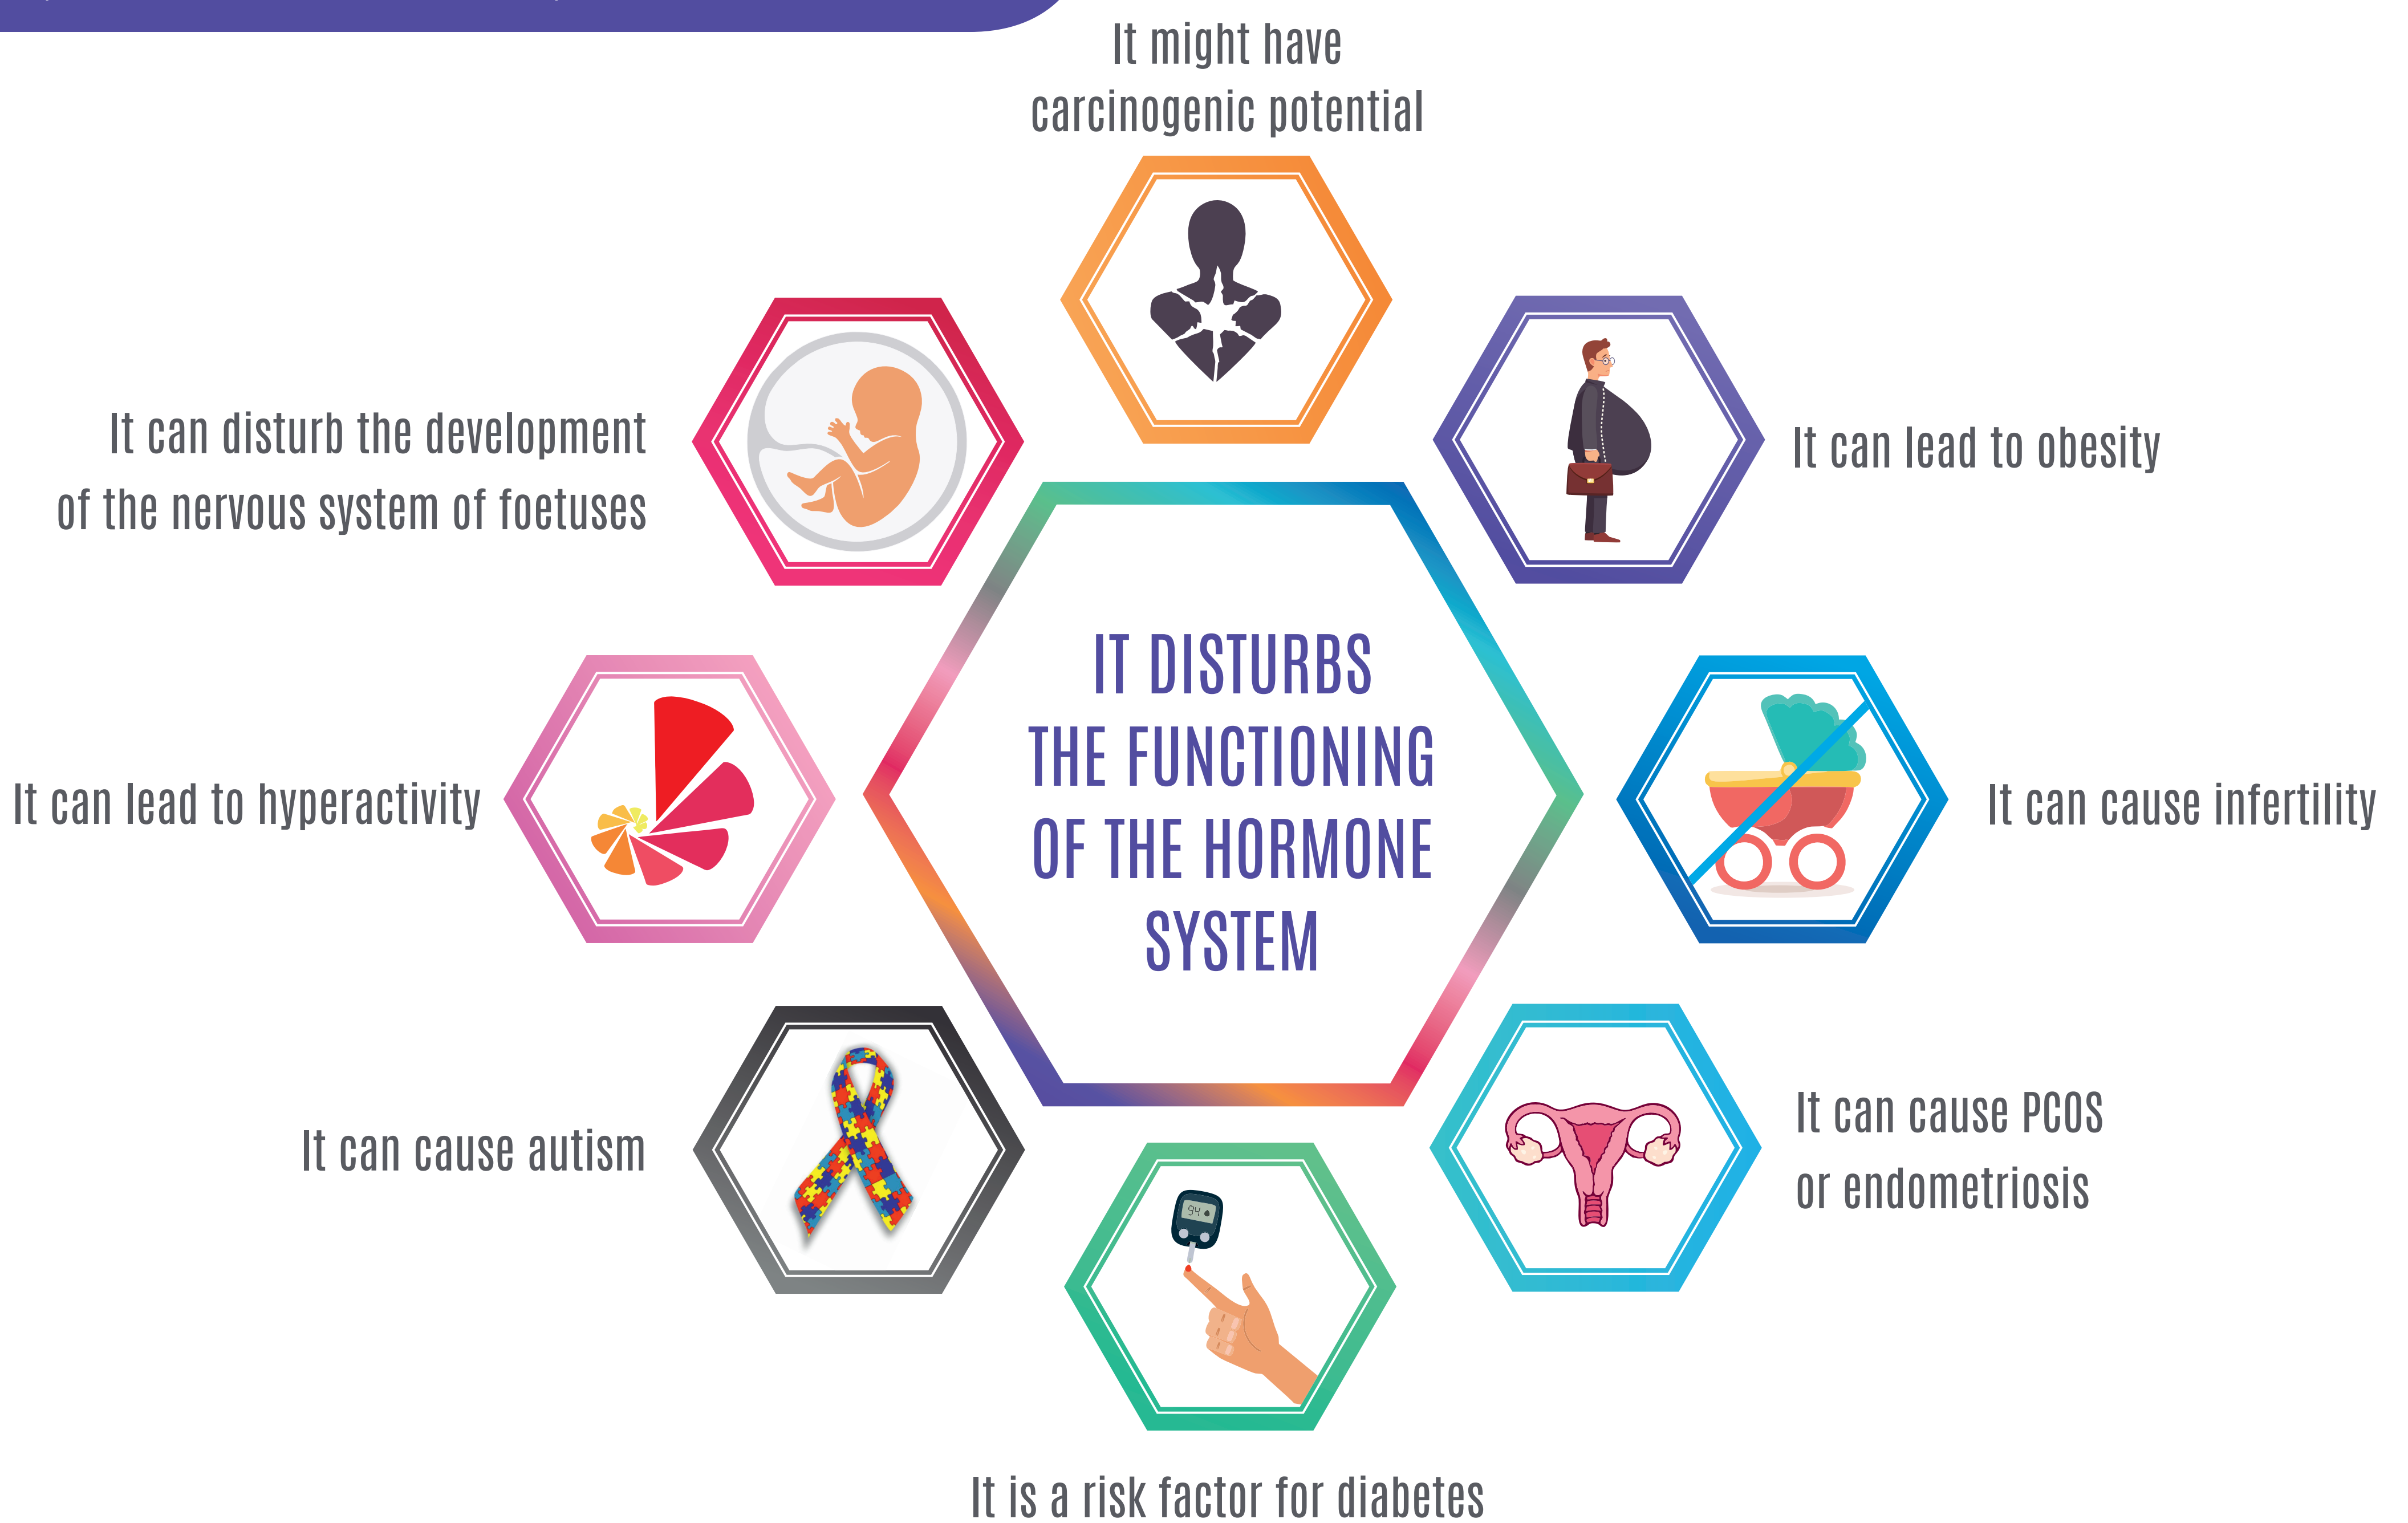 It might have
carcinogenic potential
It can disturb the development
of the nervous system of foetuses
It can lead to obesity
IT DISTURBS
THE FUNCTIONING
OF THE HORMONE
SYSTEM
It can lead to hyperactivity
It can cause infertility
It can cause autism
It can cause PCOS
or endometriosis
94
It is a risk factor for diabetes